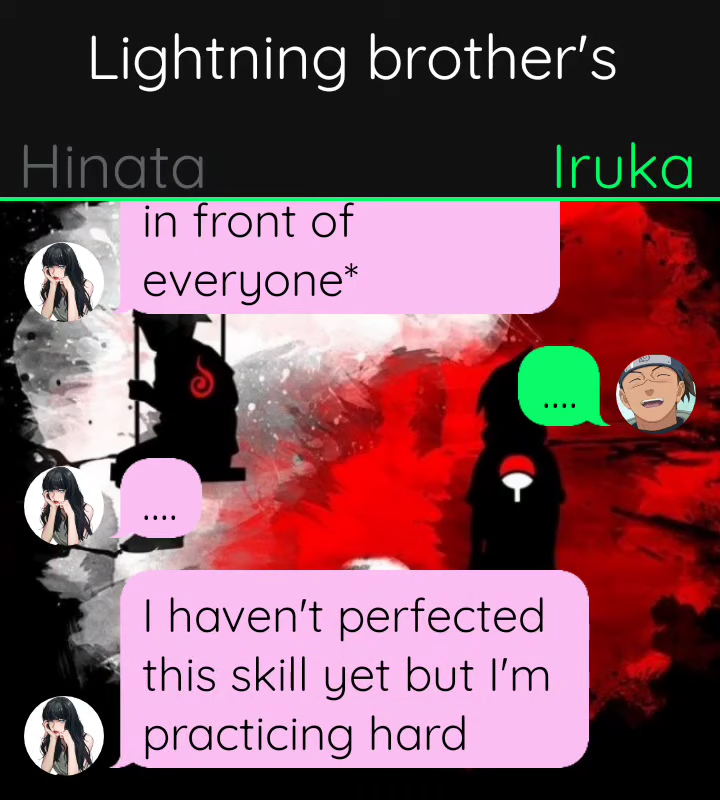 Lightning brother's
Hinata
Iruka
in front of
everyone*
....
....
I haven't perfected
this skill yet but I'm
practicing hard